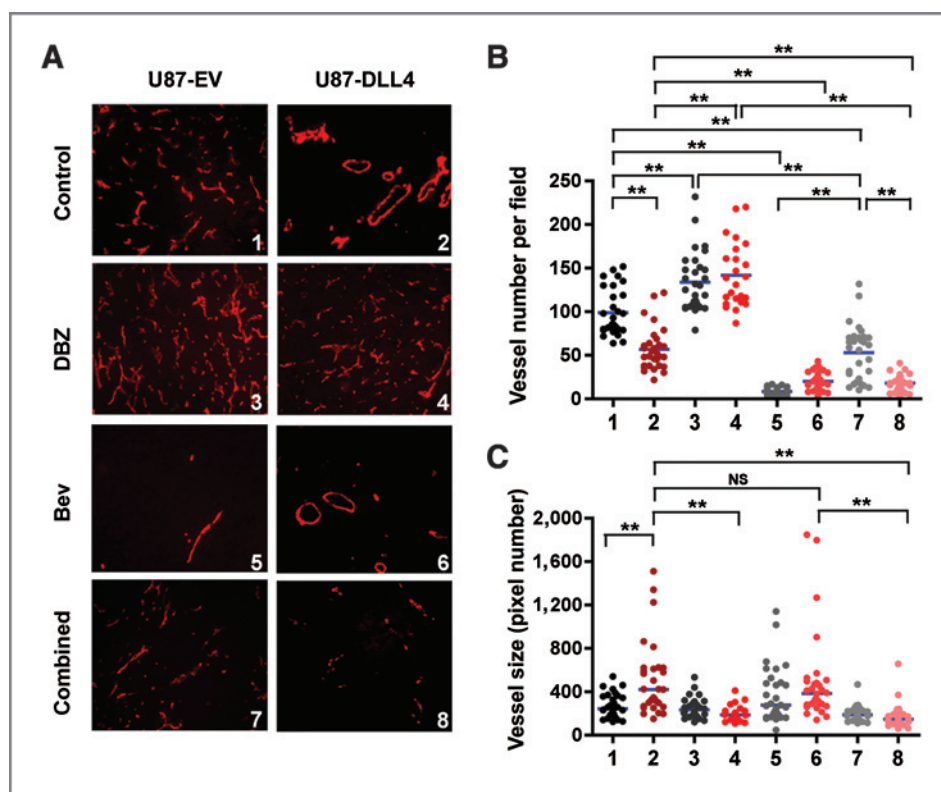 A
U87-EV U87-DLL4
Control
1 2
DBZ
3 4
Bev
5 6
Combined
7 8
B
**
**
** **
**
**
** **
** ** **
Vessel number per field
250
200
150
100
50
0
1 2 3 4 5 6 7 8
C
**
NS
** ** **
Vessel size (pixel number)
2,000
1,600
1,200
800
400
0
1 2 3 4 5 6 7 8